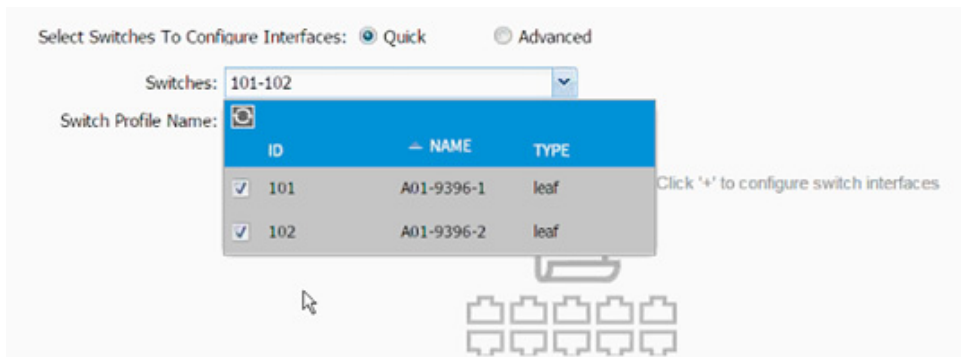 Select Switches To Configure Interfaces: Quick Advanced
Switches: 101-102
Switch Profile Name:
ID NAME TYPE
101 A01-9396-1 leaf
Click '+' to configure switch interfaces
102 A01-9396-2 leaf